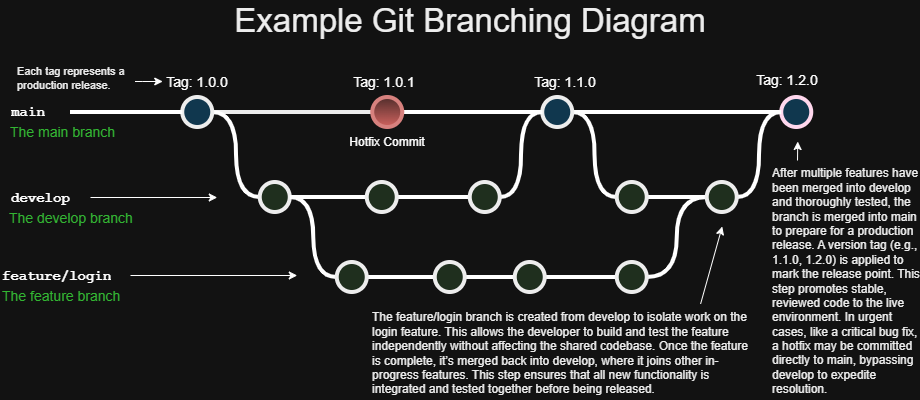 Example Git Branching Diagram
Each tag represents a
production release.
Tag: 1.0.0
Tag: 1.0.1
Tag: 1.1.0
Tag: 1.2.0
main
The main branch
Hotfix Commit
develop
The develop branch
feature/login
The feature branch
The feature/login branch is created from develop to isolate work on the
login feature. This allows the developer to build and test the feature
independently without affecting the shared codebase. Once the feature
is complete, it's merged back into develop, where it joins other in-
progress features. This step ensures that all new functionality is
integrated and tested together before being released.
After multiple features have
been merged into develop
and thoroughly tested, the
branch is merged into main
to prepare for a production
release. A version tag (e.g.,
1.1.0, 1.2.0) is applied to
mark the release point. This
step promotes stable,
reviewed code to the live
environment. In urgent
cases, like a critical bug fix,
a hotfix may be committed
directly to main, bypassing
develop to expedite
resolution.